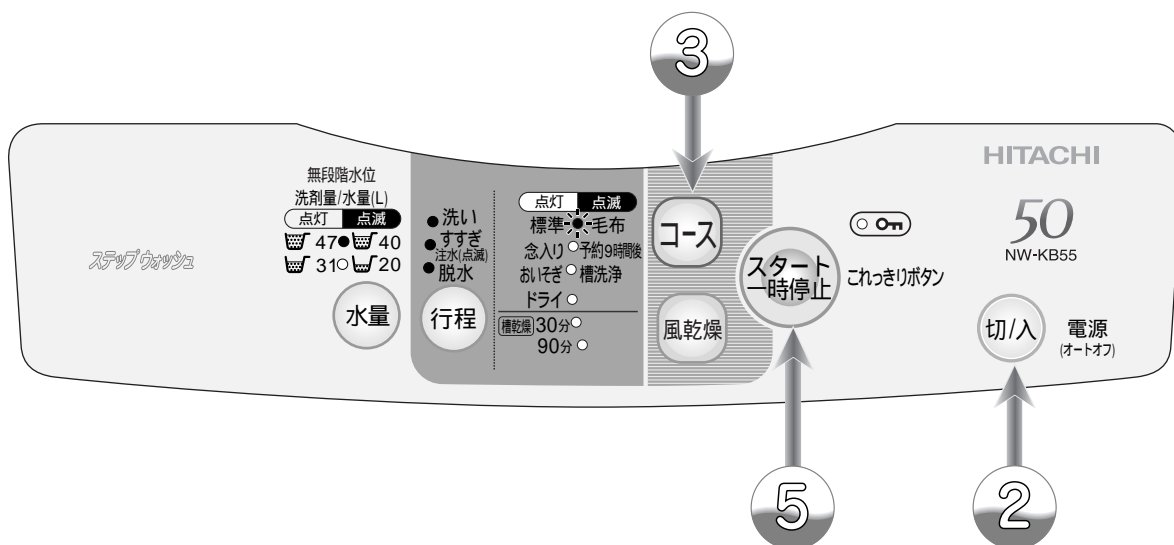 3
HITACHI
50
NW-KB55
ステップ ウォッシュ
無段階水位
洗剤量/水量(L)
点灯 点滅
47 40
31 20
水量
洗い
すすぎ
注水(点滅)
脱水
行程
点灯 点滅
標準 毛布
念入り 予約9時間後
おいそぎ 槽洗浄
ドライ
槽乾燥 30分
90分
コース
風乾燥
スタート
一時停止
これっきりボタン
切/入
電源
(オートオフ)
5
2